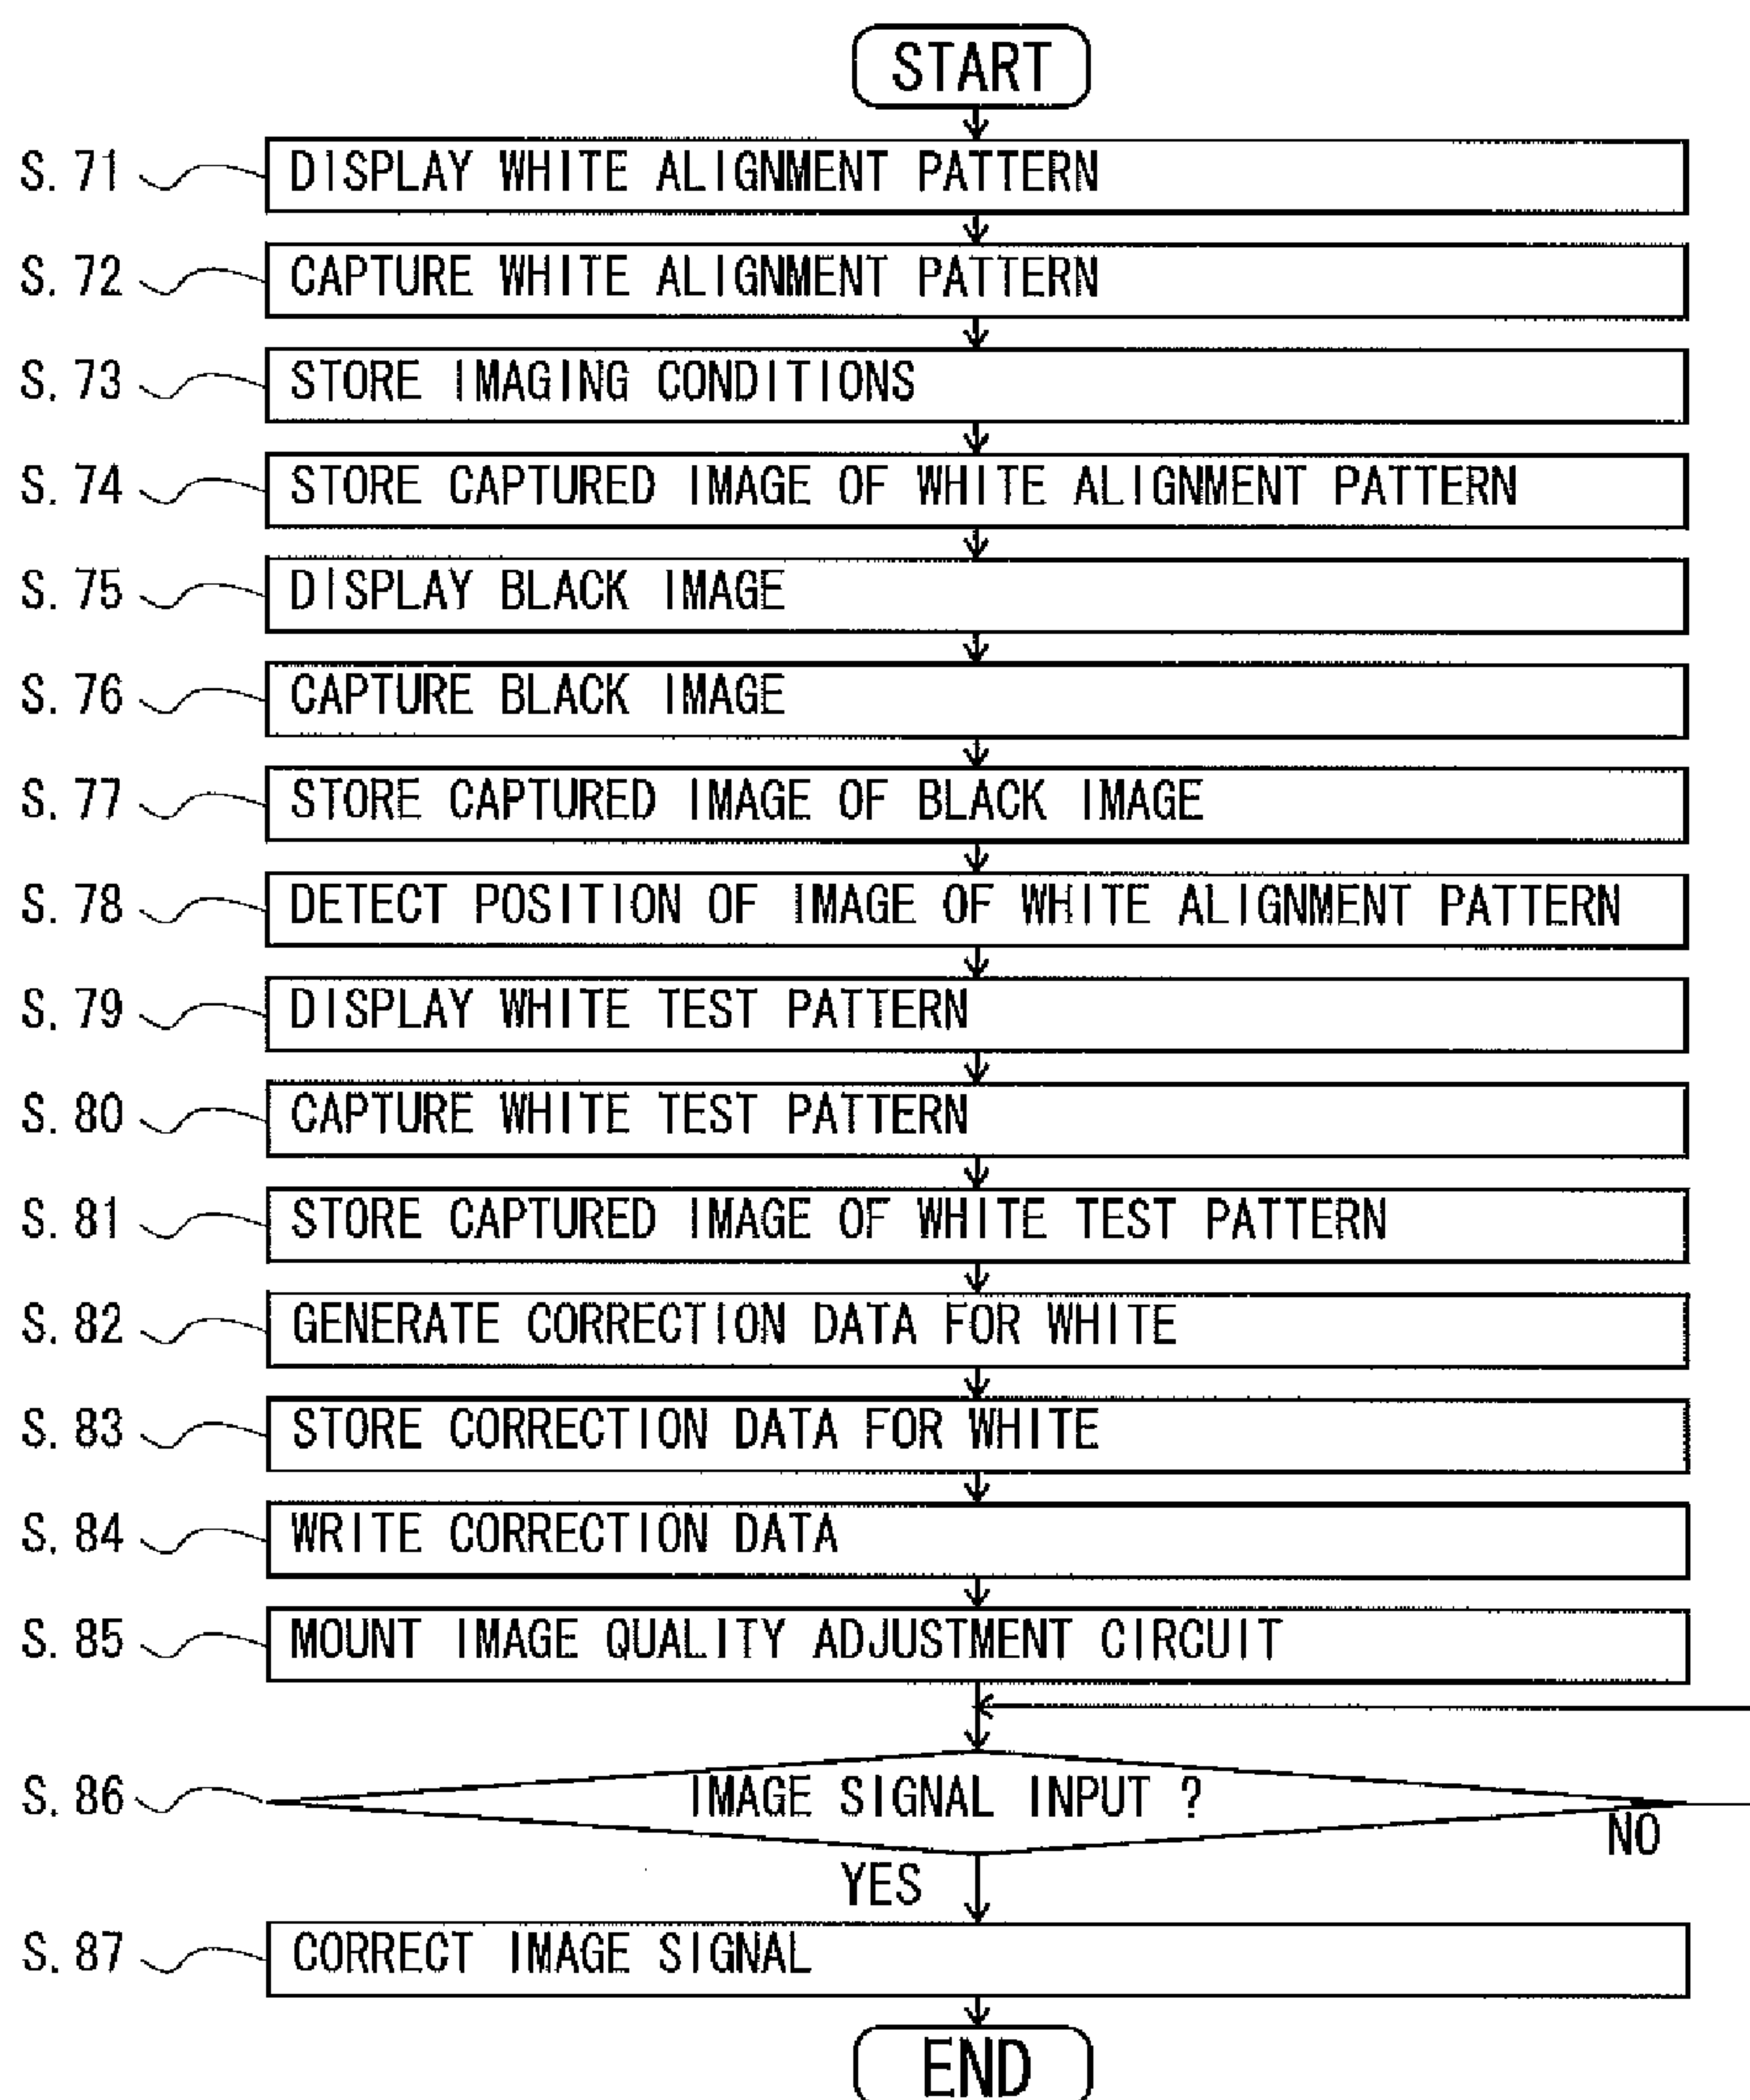 START
S. 71 DISPLAY WHITE ALIGNMENT PATTERN
S. 72 CAPTURE WHITE ALIGNMENT PATTERN
S. 73 STORE IMAGING CONDITIONS
S. 74 STORE CAPTURED IMAGE OF WHITE ALIGNMENT PATTERN
S. 75 DISPLAY BLACK IMAGE
S. 76 CAPTURE BLACK IMAGE
S. 77 STORE CAPTURED IMAGE OF BLACK IMAGE
S. 78 DETECT POSITION OF IMAGE OF WHITE ALIGNMENT PATTERN
S. 79 DISPLAY WHITE TEST PATTERN
S. 80 CAPTURE WHITE TEST PATTERN
S. 81 STORE CAPTURED IMAGE OF WHITE TEST PATTERN
S. 82 GENERATE CORRECTION DATA FOR WHITE
S. 83 STORE CORRECTION DATA FOR WHITE
S. 84 WRITE CORRECTION DATA
S. 85 MOUNT IMAGE QUALITY ADJUSTMENT CIRCUIT
S. 86 IMAGE SIGNAL INPUT ?
NO
YES
S. 87 CORRECT IMAGE SIGNAL
END